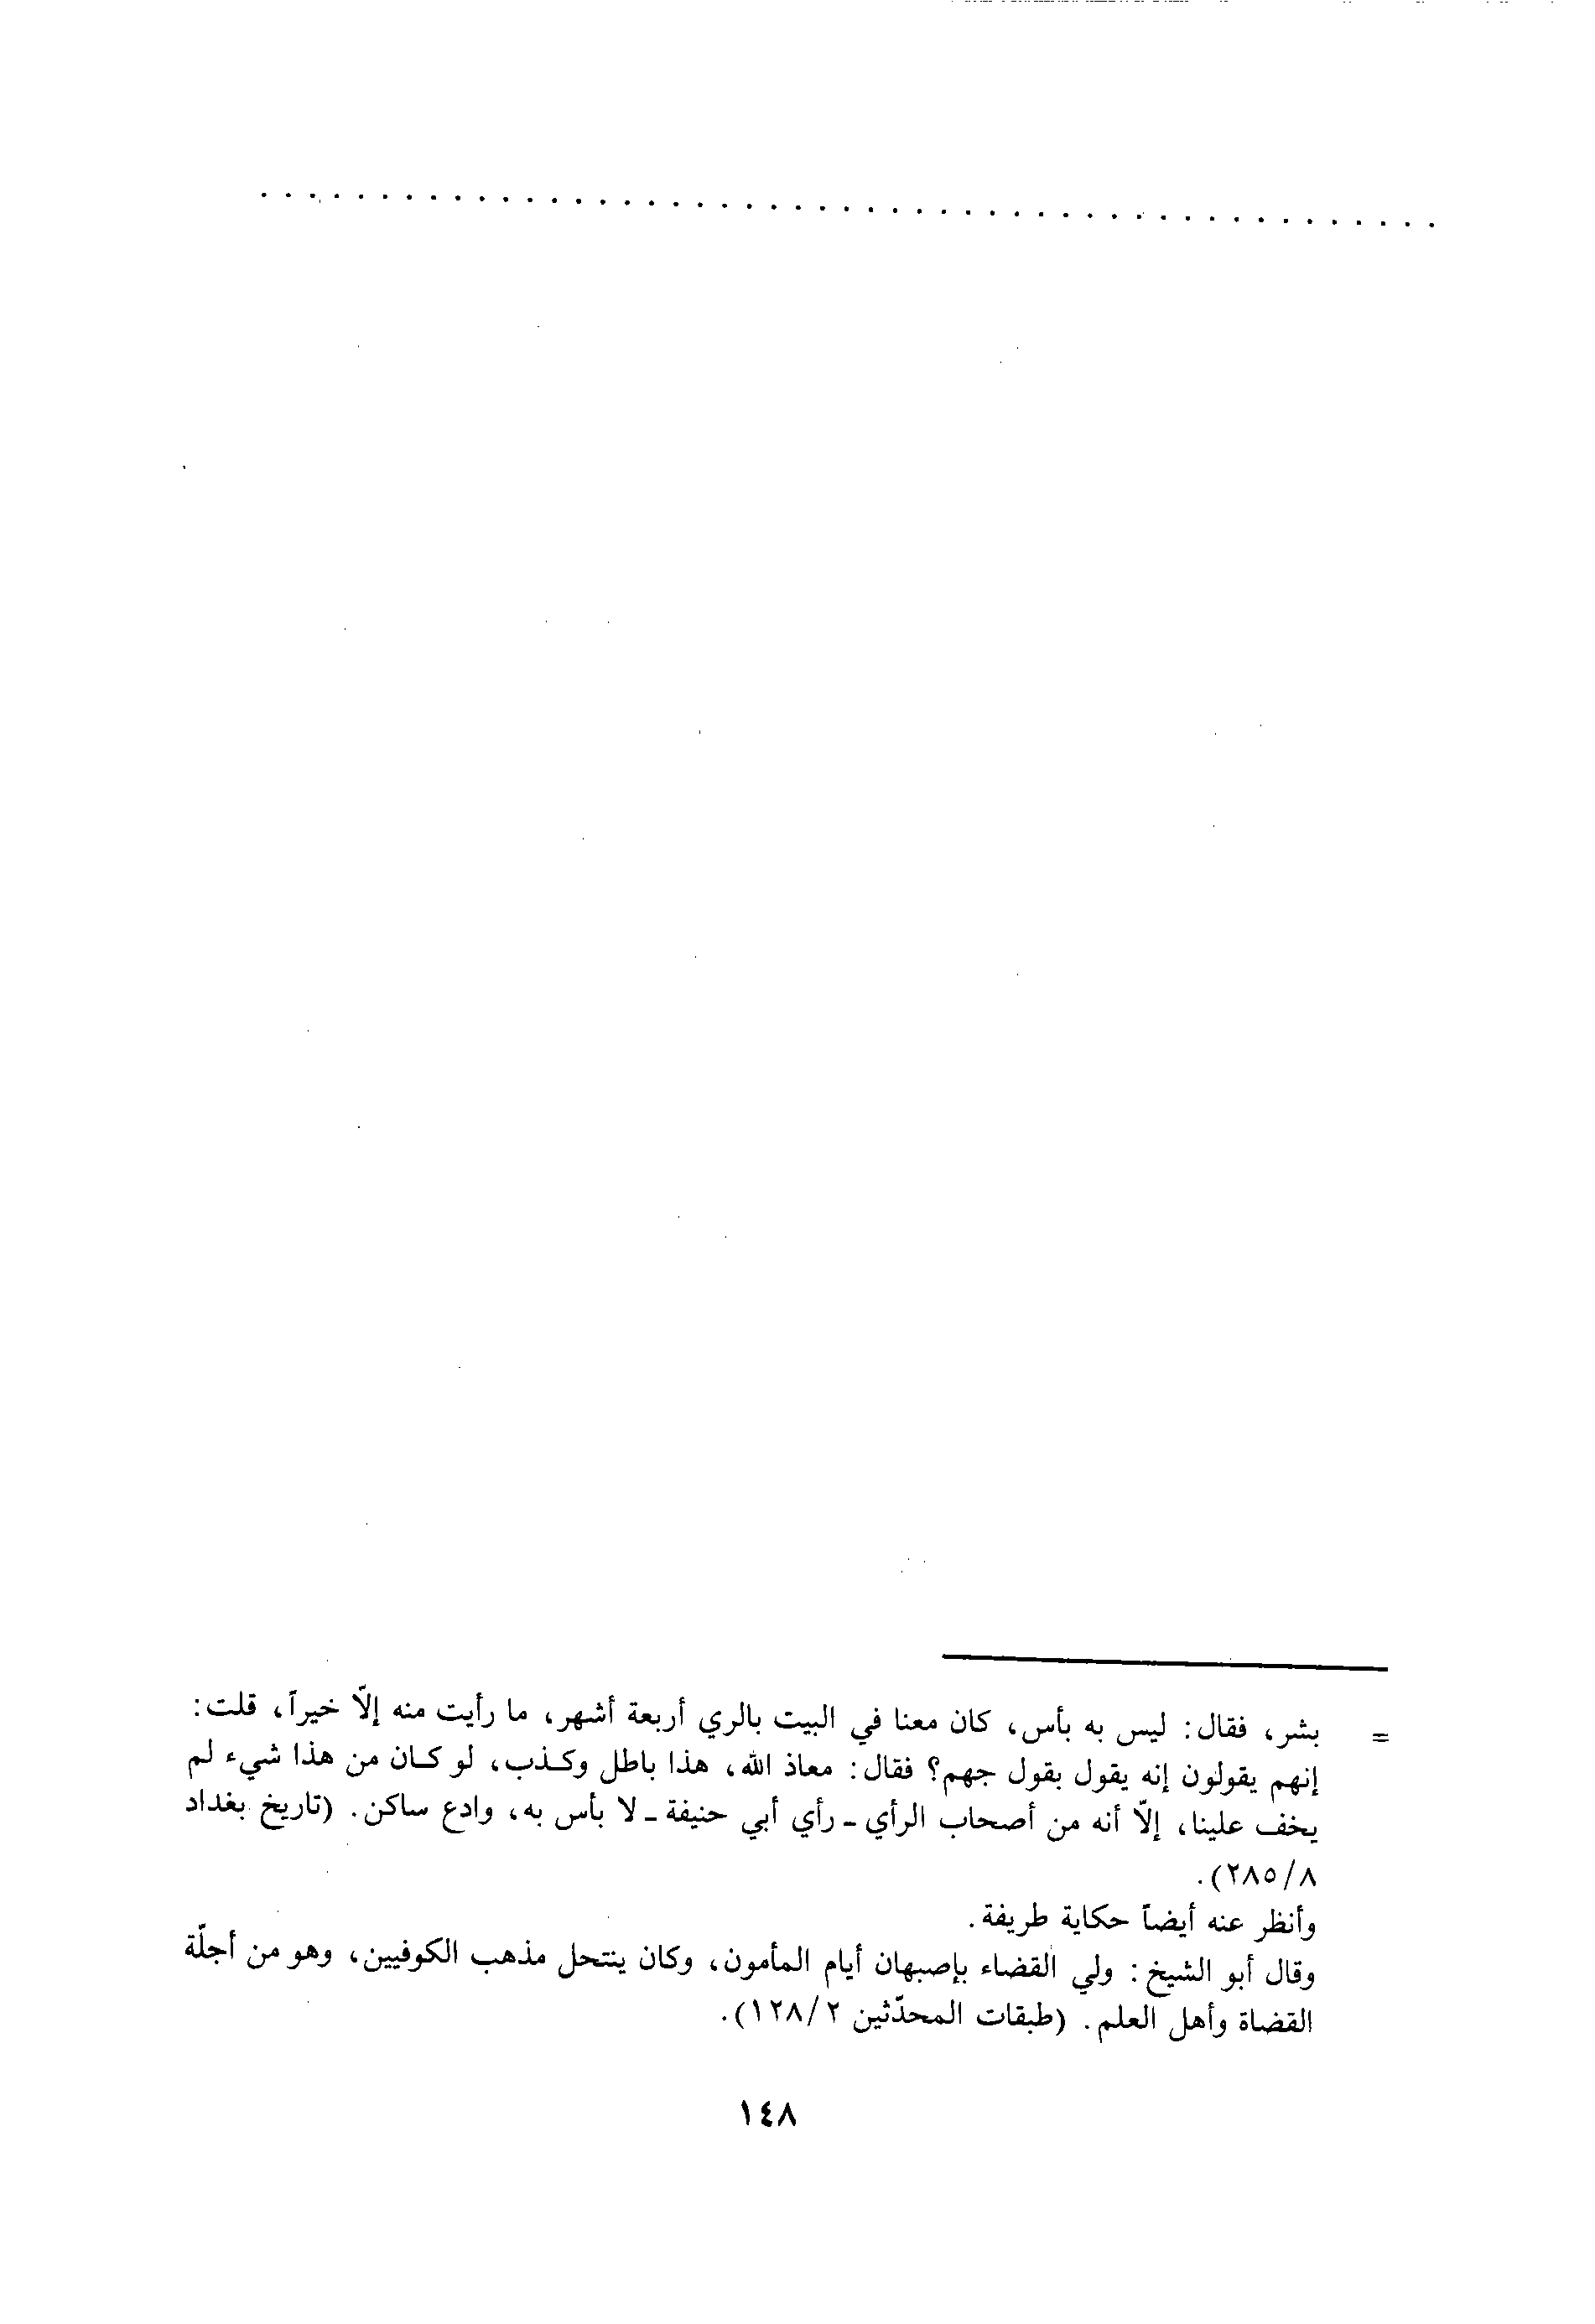 . . . . . . . . . . . . . . . . . . . . . . . . . . . . . . . . . . . . . . . . . . . . . . . . .
= بشر، فقال: ليس به بأس، كان معنا في البيت بالري أربعة أشهر، ما رأيت منه إلاّ خيراً، قلت:
إنهم يقولون إنه يقول بقول جهم؟ فقال: معاذ الله، هذا باطل وكـذب، لو كـان من هذا شيء لم
يخف علينا، إلاّ أنه من أصحاب الرأي - رأي أبي حنيفة - لا بأس به، وادع ساكن. (تاريخ بغداد
٢٨٥/٨).
وأنظر عنه أيضاً حكاية طريفة.
وقال أبو الشيخ: ولي القضاء بإصبهان أيام المأمون، وكان ينتحل مذهب الكوفيين، وهو من أجلّة
القضاة وأهل العلم. (طبقات المحدّثين ١٢٨/٢).
١٤٨